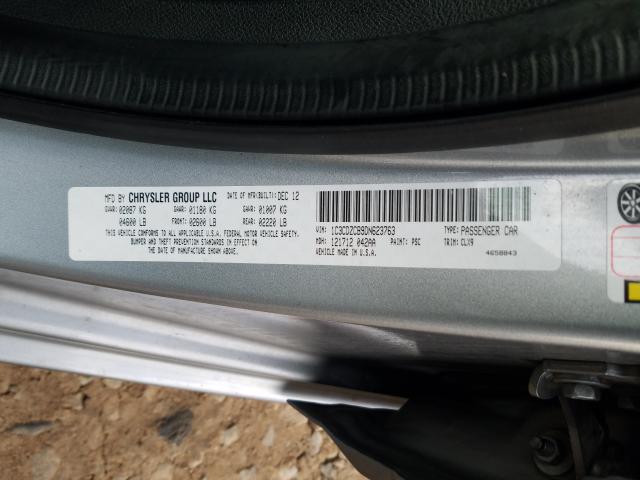 MFD BY CHRYSLER GROUP LLC DATE OF MFR(BUILT):DEC 12
GVWR: 02087 KG GAWR: 01180 KG GAWR: 01007 KG
04600 LB FRONT: 02600 LB REAR: 02220 LB
THIS VEHICLE CONFORMS TO ALL APPLICABLE U.S.A. FEDERAL MOTOR VEHICLE SAFETY,
BUMPER AND THEFT PREVENTION STANDARDS IN EFFECT ON
THE DATE OF MANUFACTURE SHOWN ABOVE.
VIN: 1C3CDZCB9DN623763 TYPE: PASSENGER CAR
MDH: 121712 042AA PAINT: PSC TRIM: CLX9
VEHICLE MADE IN U.S.A. 4658843